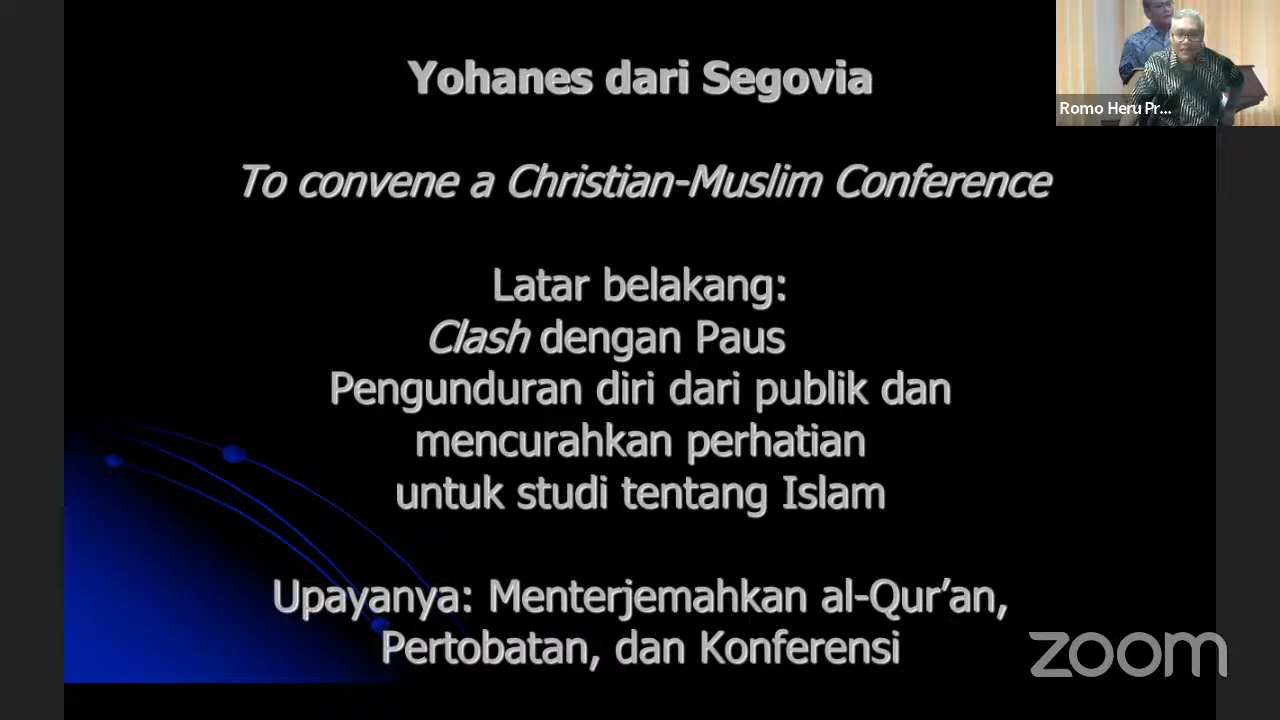 Yohanes dari Segovia
To convene a Christian-Muslim Conference
Latar belakang:
Clash dengan Paus
Pengunduran diri dari publik dan
mencurahkan perhatian
untuk studi tentang Islam
Upayanya: Menterjemahkan al-Qur’an,
Pertobatan, dan Konferensi
Romo Heru Pr...
zoom